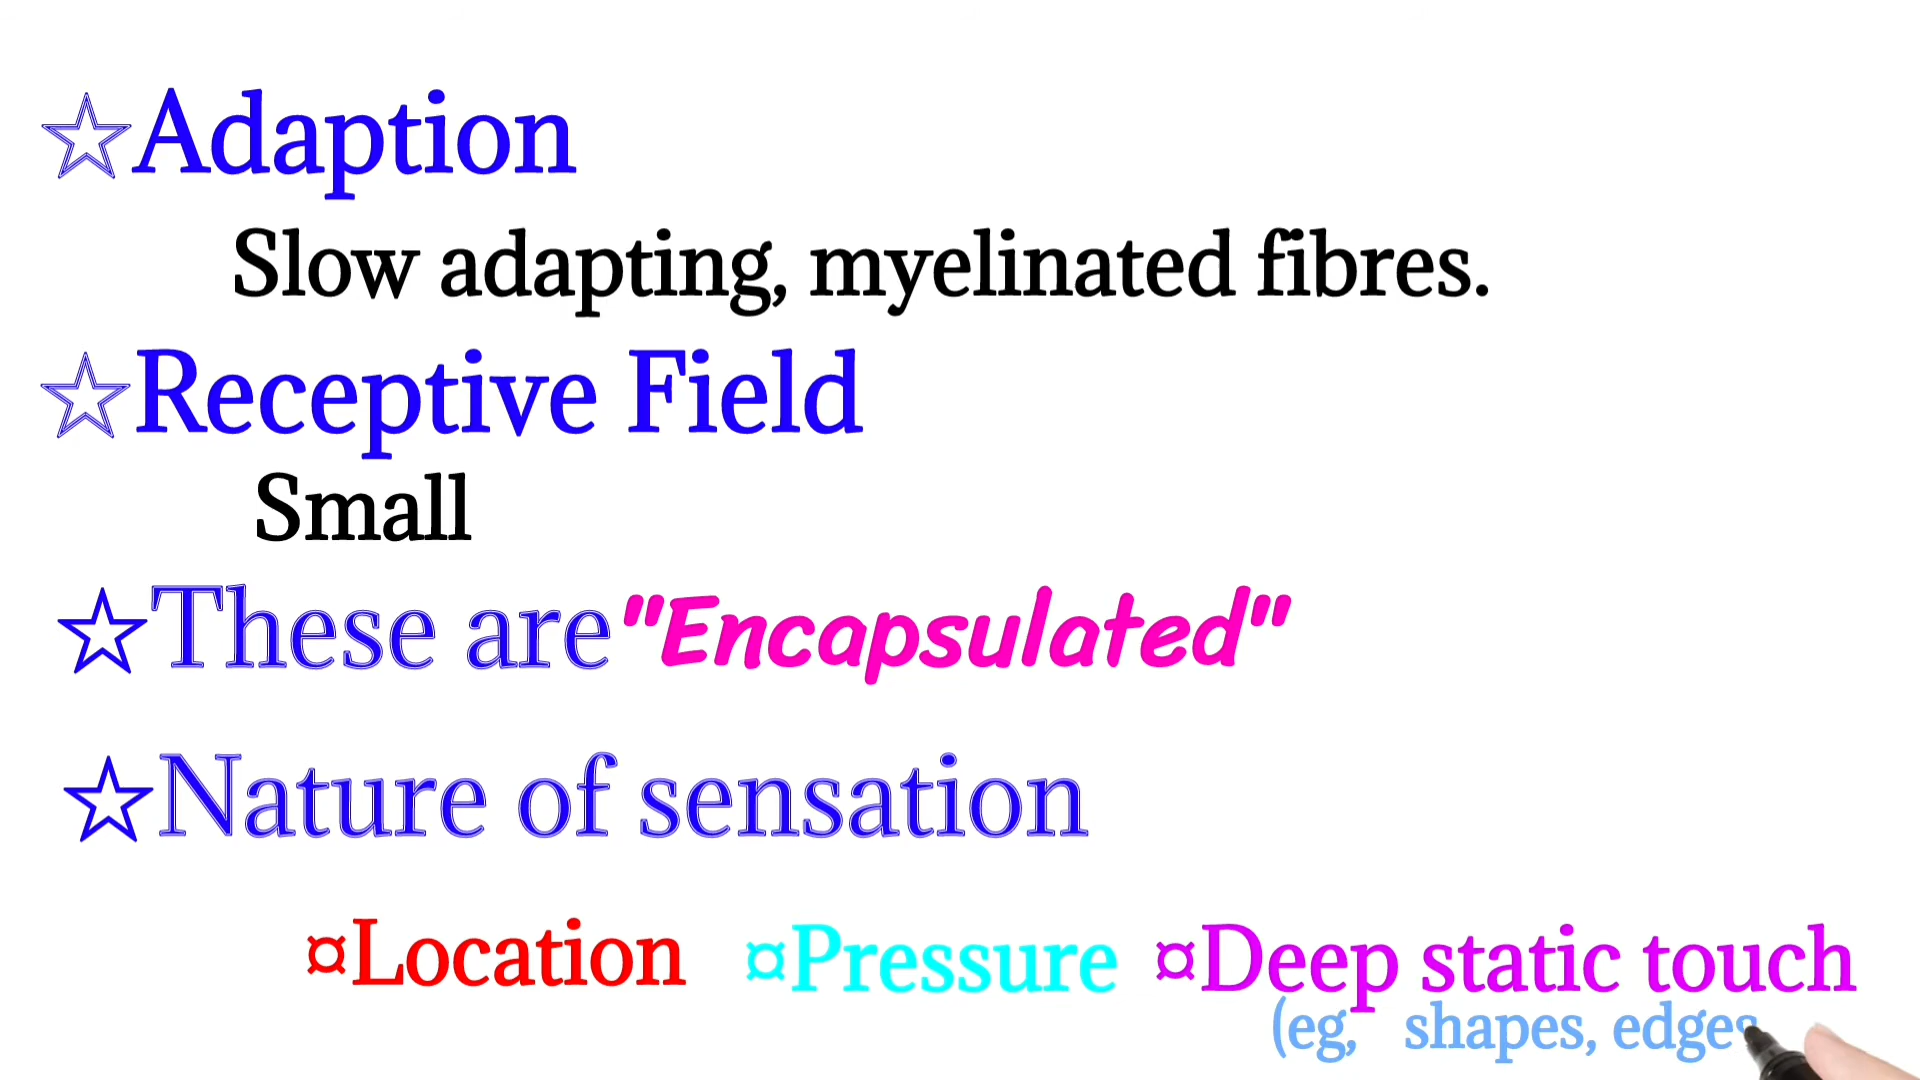 ☆Adaption
Slow adapting, myelinated fibres.
☆Receptive Field
Small
☆These are "Encapsulated"
☆Nature of sensation
¤Location ¤Pressure ¤Deep static touch
(eg, shapes, edges